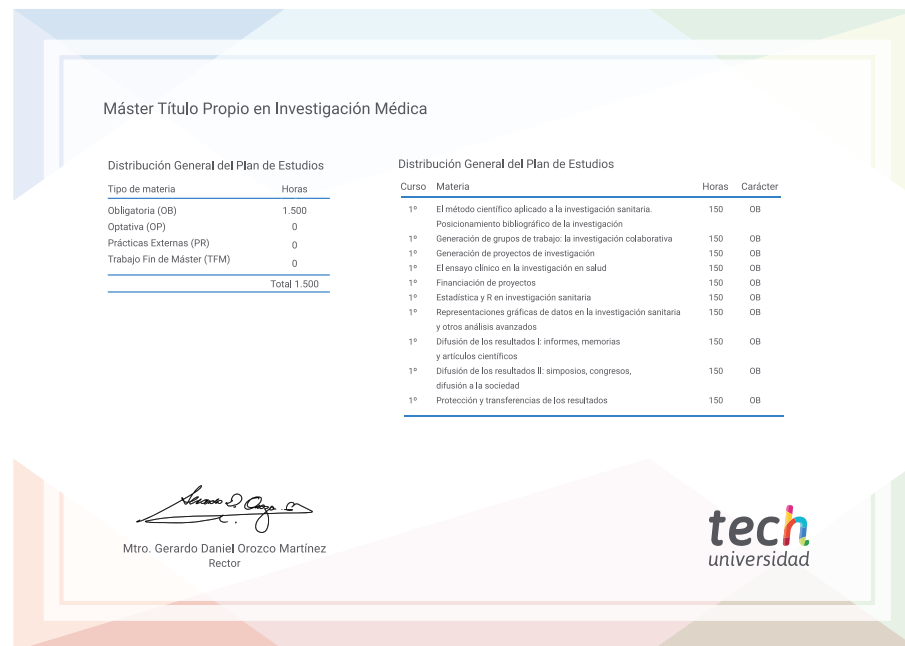 Máster Título Propio en Investigación Médica
Distribución General del Plan de Estudios
Tipo de materia Horas
Obligatoria (OB) 1.500
Optativa (OP) 0
Prácticas Externas (PR) 0
Trabajo Fin de Máster (TFM) 0
Total 1.500
Distribución General del Plan de Estudios
Curso Materia Horas Carácter
1º El método científico aplicado a la investigación sanitaria. 150 OB
Posicionamiento bibliográfico de la investigación
1º Generación de grupos de trabajo: la investigación colaborativa 150 OB
1º Generación de proyectos de investigación 150 OB
1º El ensayo clínico en la investigación en salud 150 OB
1º Financiación de proyectos 150 OB
1º Estadística y R en investigación sanitaria 150 OB
1º Representaciones gráficas de datos en la investigación sanitaria 150 OB
y otros análisis avanzados
1º Difusión de los resultados I: informes, memorias 150 OB
y artículos científicos
1º Difusión de los resultados II: simposios, congresos, 150 OB
difusión a la sociedad
1º Protección y transferencias de los resultados 150 OB
Mtro. Gerardo Daniel Orozco Martínez
Rector
tech
universidad